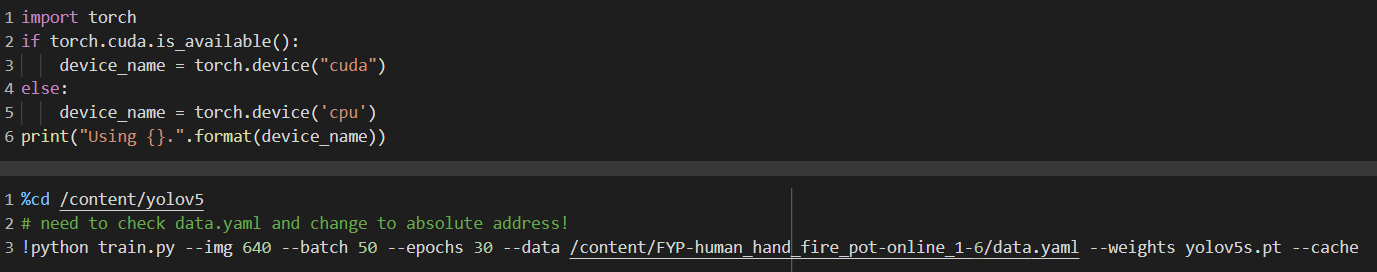 1 import torch
2 if torch.cuda.is_available():
3     device_name = torch.device("cuda")
4 else:
5     device_name = torch.device('cpu')
6 print("Using {}.".format(device_name))
1 %cd /content/yolov5
2 # need to check data.yaml and change to absolute address!
3 !python train.py --img 640 --batch 50 --epochs 30 --data /content/FYP-human_hand_fire_pot-online_1-6/data.yaml --weights yolov5s.pt --cache